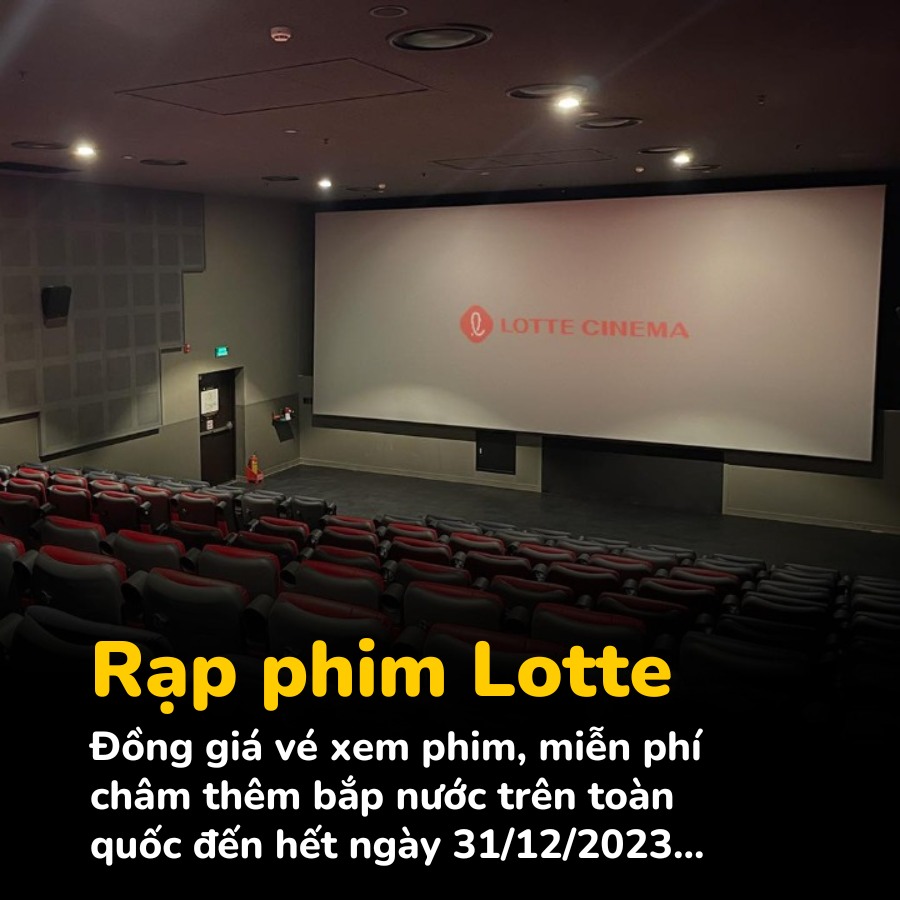 LOTTE CINEMA
Rạp phim Lotte
Đồng giá vé xem phim, miễn phí
châm thêm bắp nước trên toàn
quốc đến hết ngày 31/12/2023...